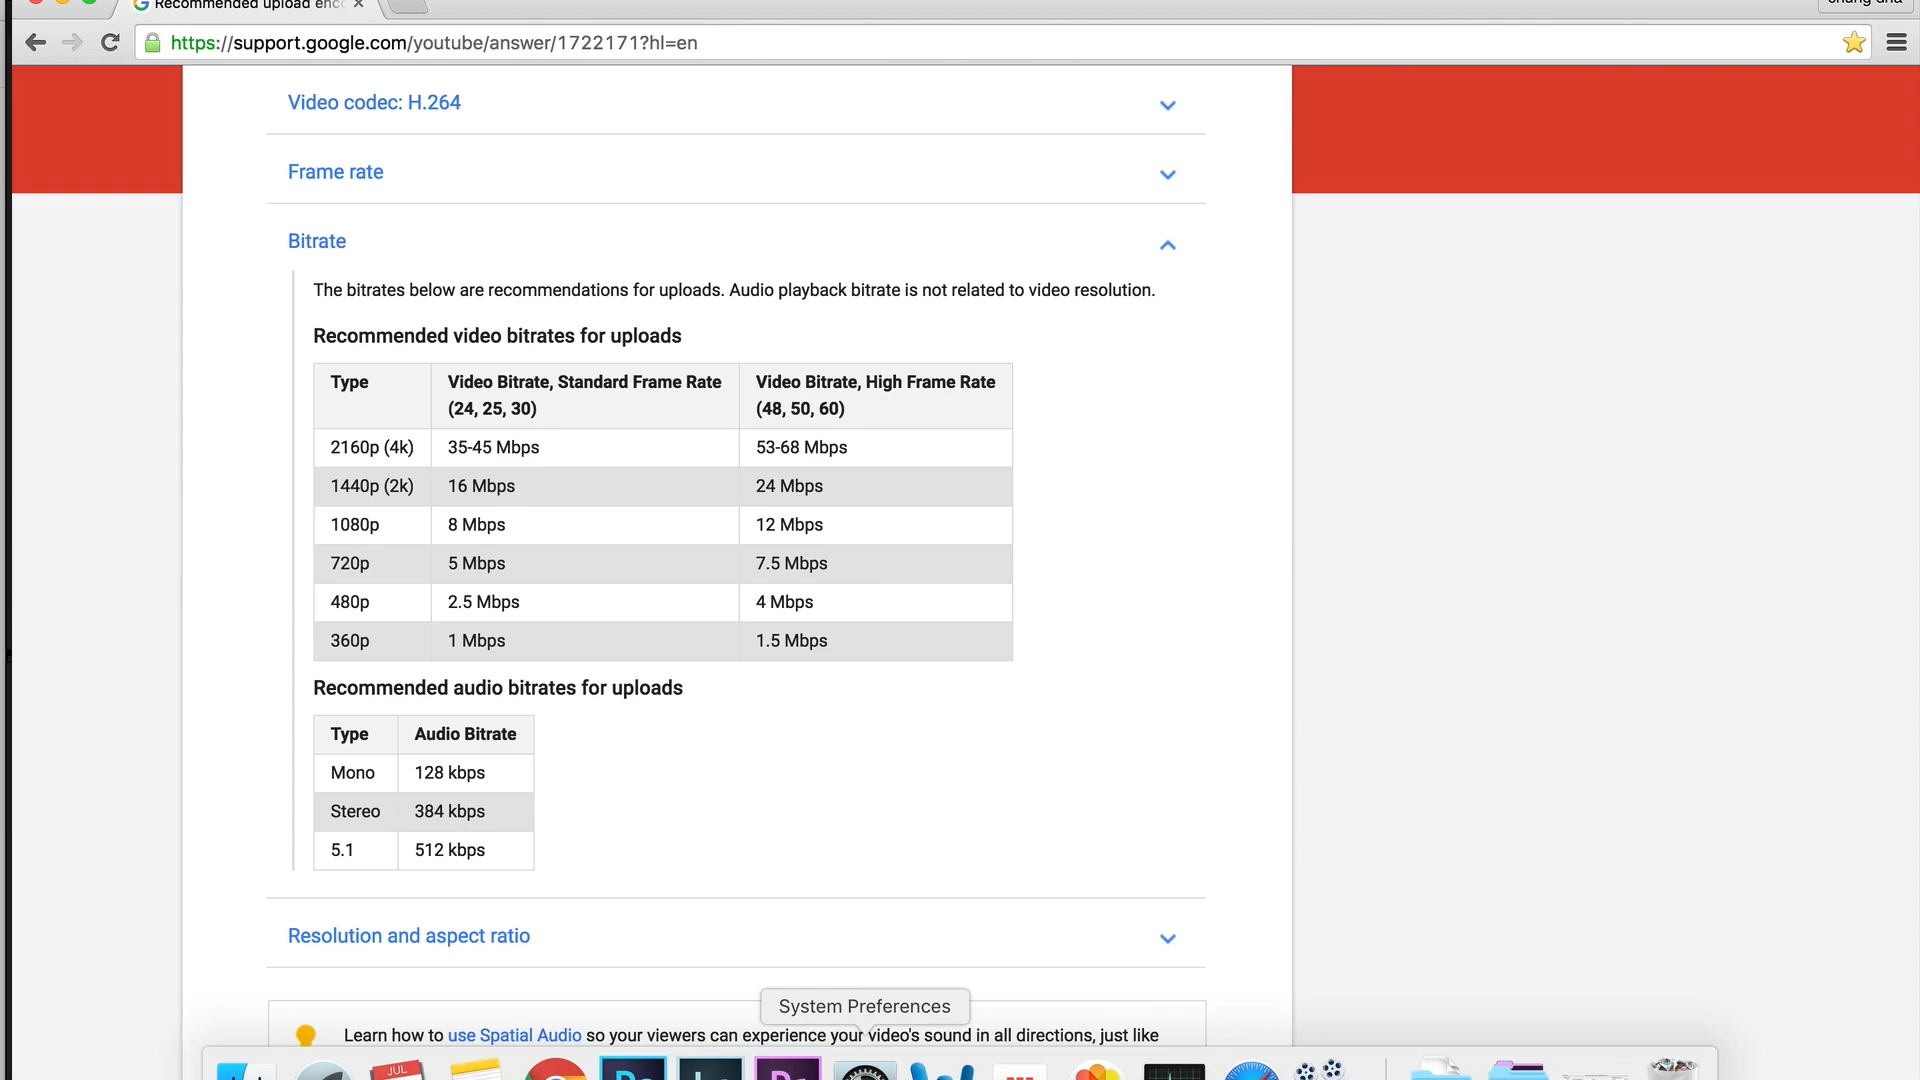 Recommended upload enc
https://support.google.com/youtube/answer/1722171?hl=en
Video codec: H.264
Frame rate
Bitrate
The bitrates below are recommendations for uploads. Audio playback bitrate is not related to video resolution.
Recommended video bitrates for uploads
Type Video Bitrate, Standard Frame Rate (24, 25, 30) Video Bitrate, High Frame Rate (48, 50, 60)
2160p (4k) 35-45 Mbps 53-68 Mbps
1440p (2k) 16 Mbps 24 Mbps
1080p 8 Mbps 12 Mbps
720p 5 Mbps 7.5 Mbps
480p 2.5 Mbps 4 Mbps
360p 1 Mbps 1.5 Mbps
Recommended audio bitrates for uploads
Type Audio Bitrate
Mono 128 kbps
Stereo 384 kbps
5.1 512 kbps
Resolution and aspect ratio
System Preferences
Learn how to use Spatial Audio so your viewers can experience your video's sound in all directions, just like
JUL